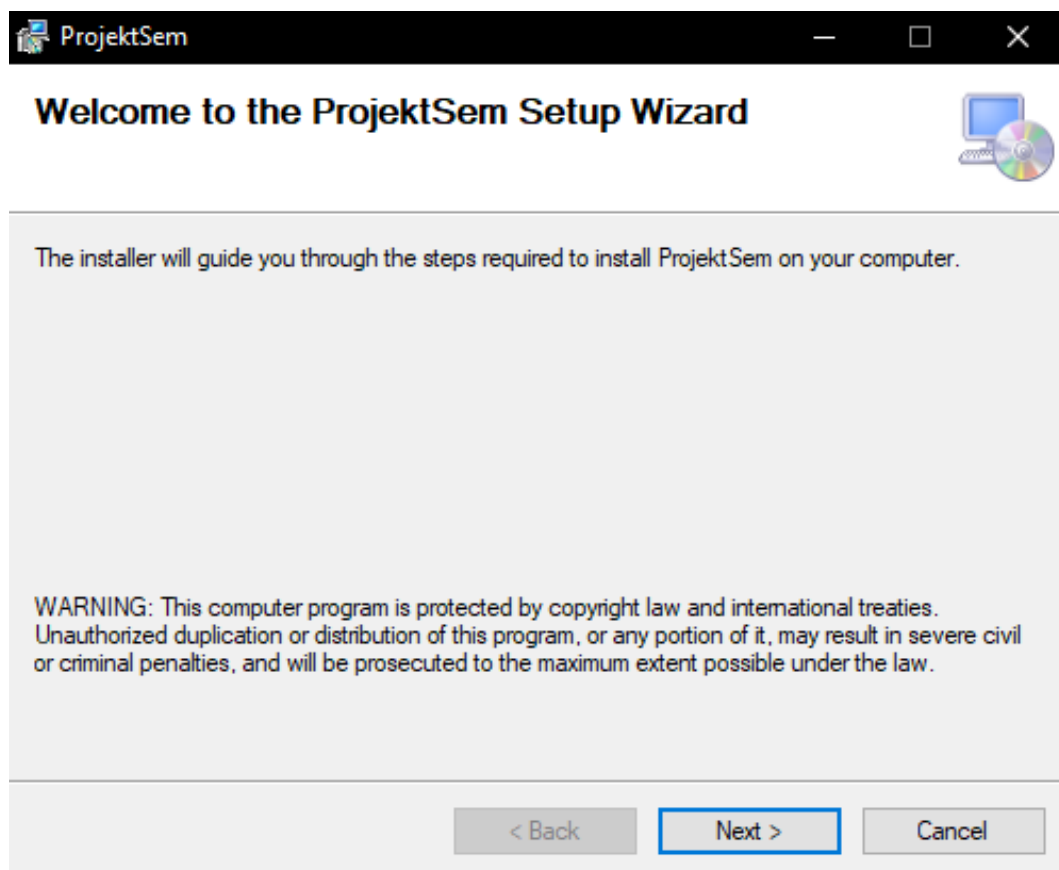 ProjektSem
Welcome to the ProjektSem Setup Wizard
The installer will guide you through the steps required to install ProjektSem on your computer.
WARNING: This computer program is protected by copyright law and international treaties.
Unauthorized duplication or distribution of this program, or any portion of it, may result in severe civil
or criminal penalties, and will be prosecuted to the maximum extent possible under the law.
< Back Next > Cancel